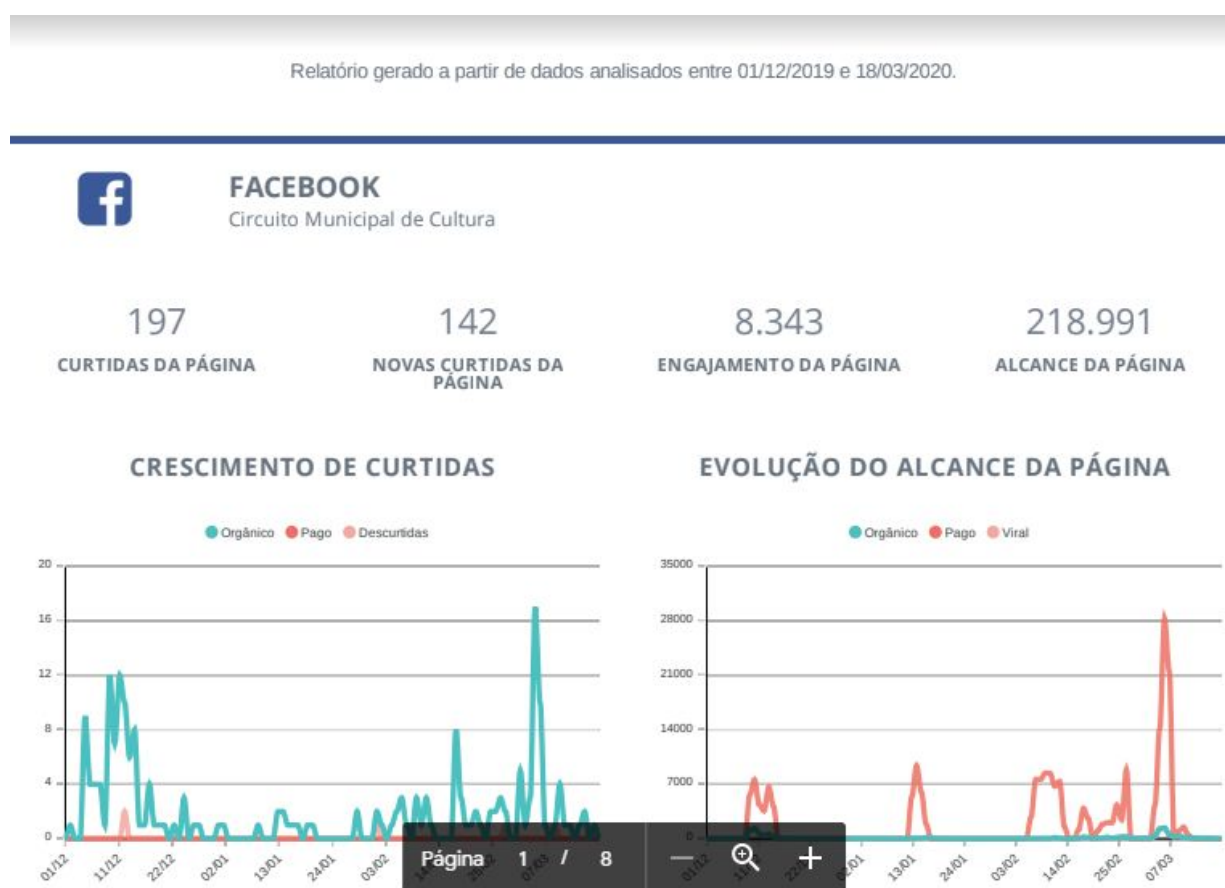 Relatório gerado a partir de dados analisados entre 01/12/2019 e 18/03/2020.
FACEBOOK
Circuito Municipal de Cultura
197
CURTIDAS DA PÁGINA
142
NOVAS CURTIDAS DA
PÁGINA
8.343
ENGAJAMENTO DA PÁGINA
218.991
ALCANCE DA PÁGINA
CRESCIMENTO DE CURTIDAS
Orgânico Pago Descurtidas
20
16
12
8
4
0
01/12 11/12 22/12 02/01 13/01 24/01 03/02 07/03
EVOLUÇÃO DO ALCANCE DA PÁGINA
Orgânico Pago Viral
35000
28000
21000
14000
7000
0
02/01 13/01 24/01 03/02 14/02 25/02 07/03
Página 1 / 8